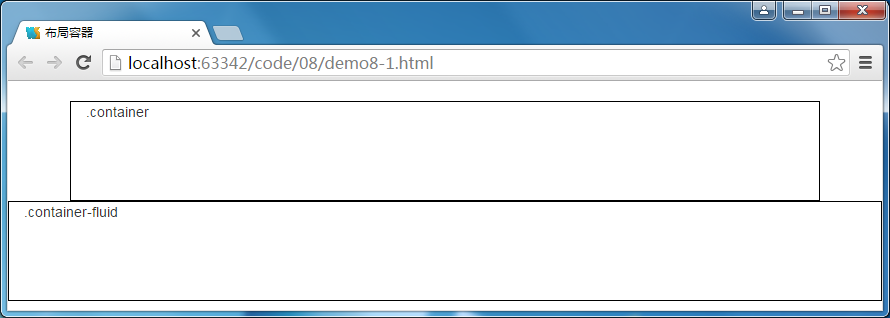 布局容器
localhost:63342/code/08/demo8-1.html
.container
.container-fluid